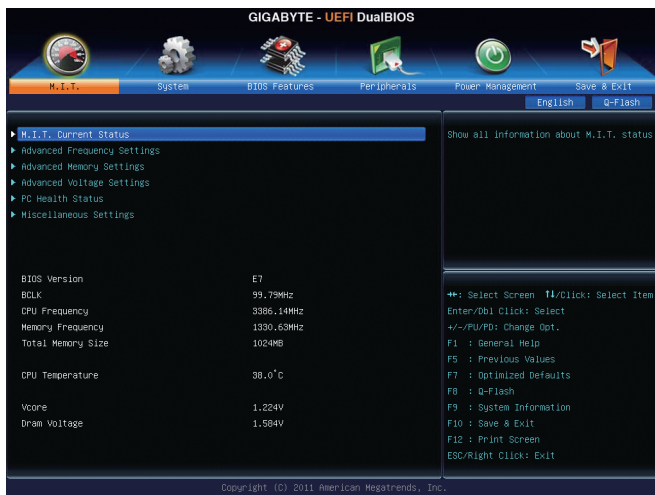 GIGABYTE - UEFI DualBIOS
M.I.T. System BIOS Features Peripherals Power Management Save & Exit
English Q-Flash
M.I.T. Current Status
Advanced Frequency Settings
Advanced Memory Settings
Advanced Voltage Settings
PC Health Status
Miscellaneous Settings
Show all information about M.I.T. status
BIOS Version E7
BCLK 99.79MHz
CPU Frequency 3386.14MHz
Memory Frequency 1330.63MHz
Total Memory Size 1024MB
CPU Temperature 38.0°C
Vcore 1.224V
Dram Voltage 1.584V
→←: Select Screen ↑↓/Click: Select Item
Enter/Dbl Click: Select
+/-/PU/PD: Change Opt.
F1 : General Help
F5 : Previous Values
F7 : Optimized Defaults
F8 : Q-Flash
F9 : System Information
F10 : Save & Exit
F12 : Print Screen
ESC/Right Click: Exit
Copyright (C) 2011 American Megatrends, Inc.